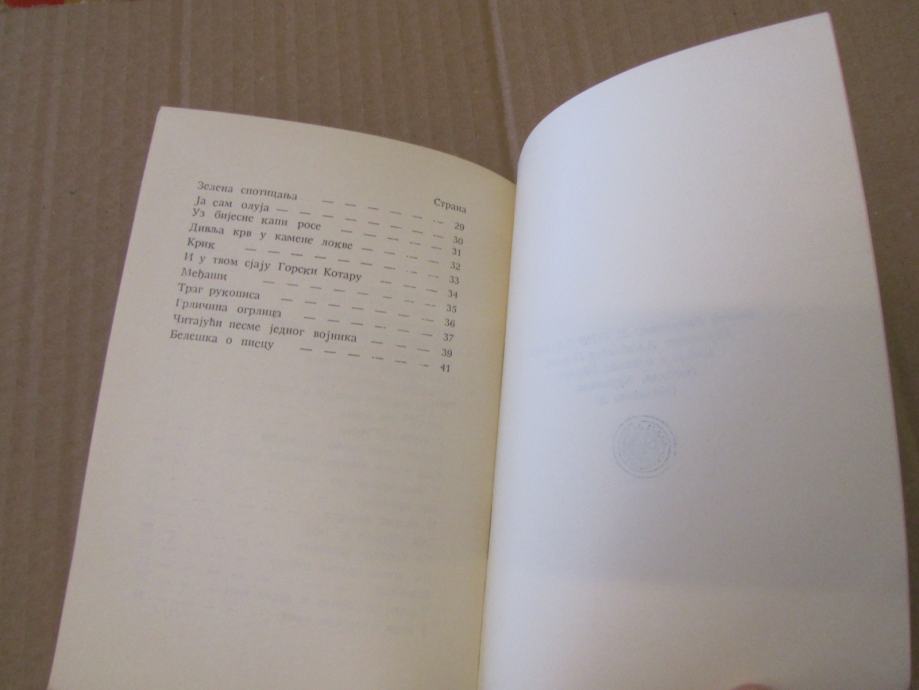 Страна
Зелена спотицања — — — — — 29
Ја сам олуја — — — — — — 30
Уз бијесне капи росе — — — — — 31
Дивља крв у камене локве — — — — 32
Крик — — — — — — — 33
И у твом сјају Горски Котару — — — 34
Међаши — — — — — — 35
Траг рукописа — — — — — — 36
Грличина огрлица — — — — — 37
Читајући песме једног војника — — — — 39
Белешка о писцу — — — — — — 41